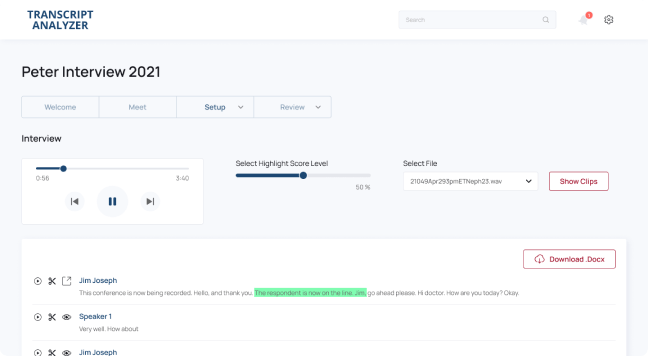 TRANSCRIPT
ANALYZER
Search
1
Peter Interview 2021
Welcome
Meet
Setup
Review
Interview
0:56
3:40
Select Highlight Score Level
50 %
Select File
21049Apr293pmETNeph23.wav
Show Clips
Download .Docx
Jim Joseph
This conference is now being recorded. Hello, and thank you. The respondent is now on the line. Jim, go ahead please. Hi doctor. How are you today? Okay.
Speaker 1
Very well. How about
Jim Joseph